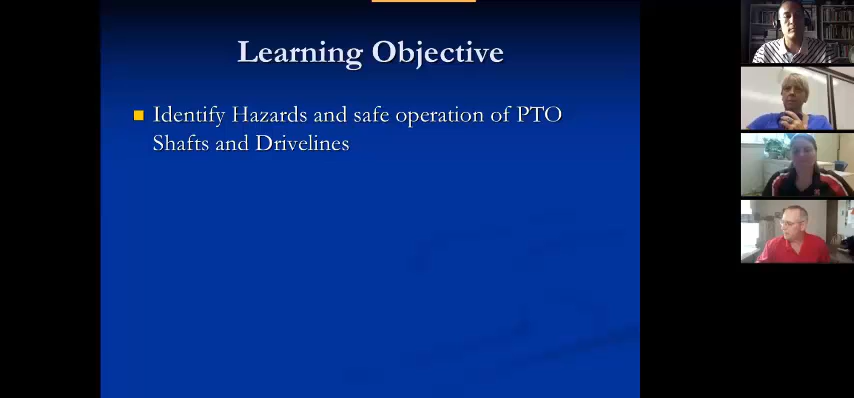 Learning Objective
Identify Hazards and safe operation of PTO
Shafts and Drivelines